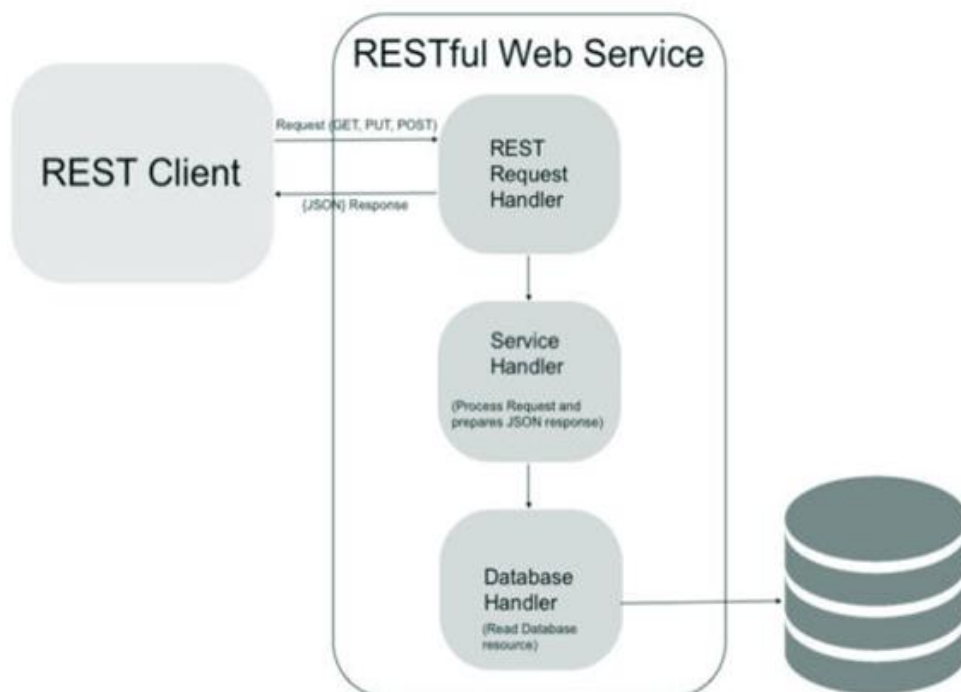 RESTful Web Service
REST Client
Request (GET, PUT, POST)
{JSON} Response
REST
Request
Handler
Service
Handler
(Process Request and
prepares JSON response)
Database
Handler
(Read Database
resource)